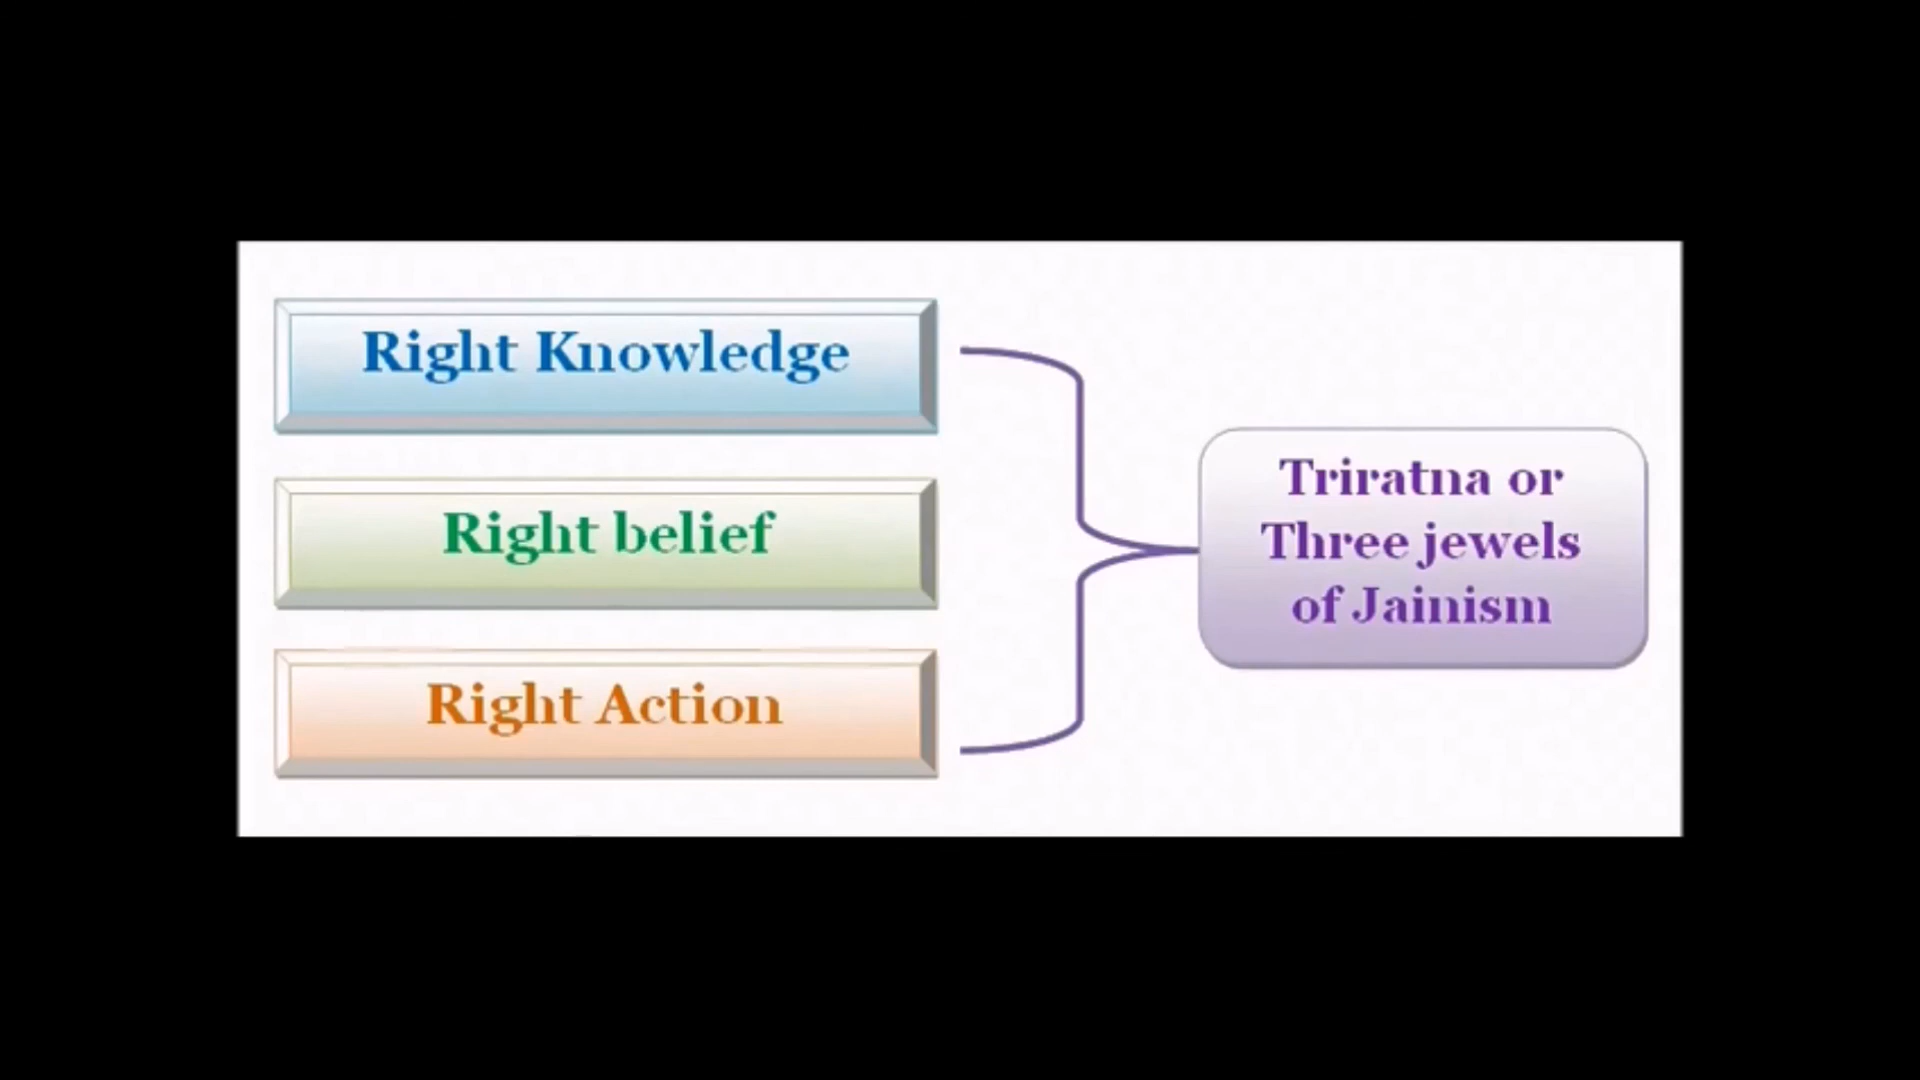 Right Knowledge
Right belief
Right Action
Triratna or
Three jewels
of Jainism